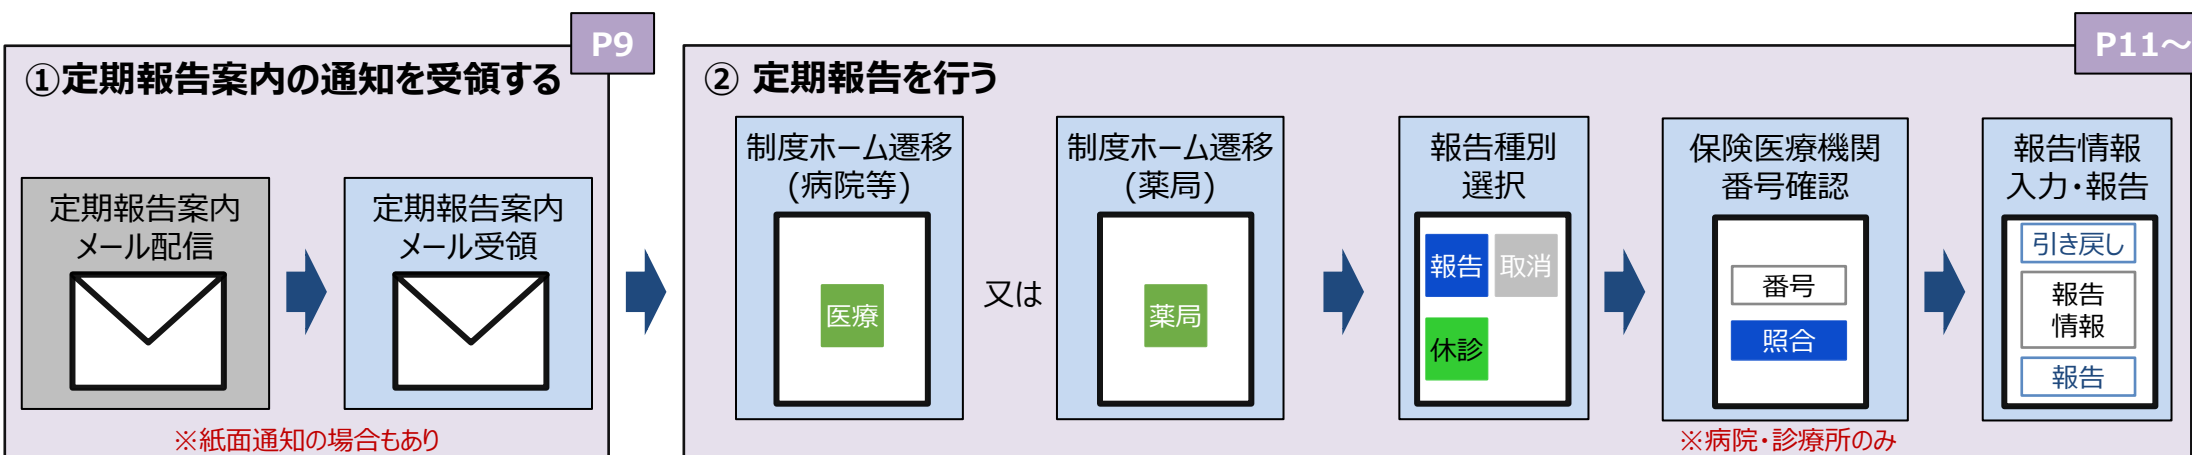 P9
①定期報告案内の通知を受領する
定期報告案内
メール配信
定期報告案内
メール受領
※紙面通知の場合もあり
P11～
② 定期報告を行う
制度ホーム遷移
(病院等)
医療
又は
制度ホーム遷移
(薬局)
薬局
報告種別
選択
報告
取消
休診
保険医療機関
番号確認
番号
照合
※病院・診療所のみ
報告情報
入力・報告
引き戻し
報告
情報
報告